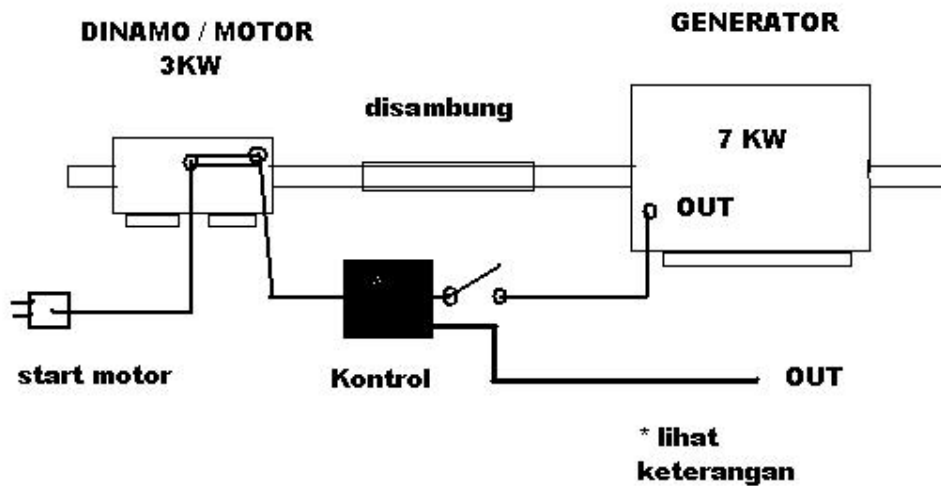 DINAMO / MOTOR
3KW
GENERATOR
disambung
7 KW
OUT
start motor
Kontrol
OUT
* lihat
keterangan